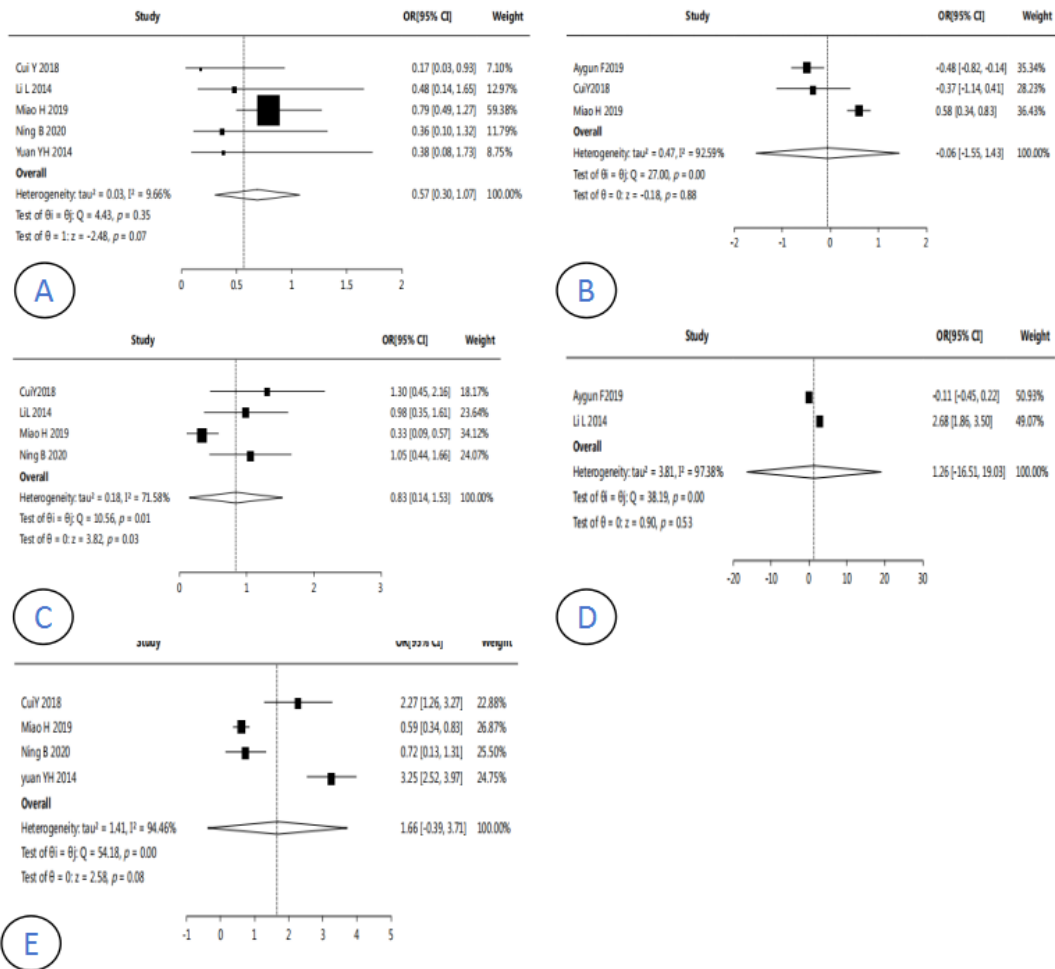 Study OR[95% CI] Weight
Cui Y 2018 0.17 [0.03, 0.93] 7.10%
Li L 2014 0.48 [0.14, 1.65] 12.97%
Miao H 2019 0.79 [0.49, 1.27] 59.38%
Ning B 2020 0.36 [0.10, 1.32] 11.79%
Yuan YH 2014 0.38 [0.08, 1.73] 8.75%
Overall
Heterogeneity: tau² = 0.03, I² = 9.66% 0.57 [0.30, 1.07] 100.00%
Test of θi = θj: Q = 4.43, p = 0.35
Test of θ = 1: z = -2.48, p = 0.07
0 0.5 1 1.5 2
A
Study OR[95% CI] Weight
Aygun F2019 -0.48 [-0.82, -0.14] 35.34%
CuiY2018 -0.37 [-1.14, 0.41] 28.23%
Miao H 2019 0.58 [0.34, 0.83] 36.43%
Overall
Heterogeneity: tau² = 0.47, I² = 92.59% -0.06 [-1.55, 1.43] 100.00%
Test of θi = θj: Q = 27.00, p = 0.00
Test of θ = 0: z = -0.18, p = 0.88
-2 -1 0 1 2
B
Study OR[95% CI] Weight
CuiY2018 1.30 [0.45, 2.16] 18.17%
LiL 2014 0.98 [0.35, 1.61] 23.64%
Miao H 2019 0.33 [0.09, 0.57] 34.12%
Ning B 2020 1.05 [0.44, 1.66] 24.07%
Overall
Heterogeneity: tau² = 0.18, I² = 71.58% 0.83 [0.14, 1.53] 100.00%
Test of θi = θj: Q = 10.56, p = 0.01
Test of θ = 0: z = 3.82, p = 0.03
0 1 2 3
C
Study OR[95% CI] Weight
Aygun F2019 -0.11 [-0.45, 0.22] 50.93%
Li L 2014 2.68 [1.86, 3.50] 49.07%
Overall
Heterogeneity: tau² = 3.81, I² = 97.38% 1.26 [-16.51, 19.03] 100.00%
Test of θi = θj: Q = 38.19, p = 0.00
Test of θ = 0: z = 0.90, p = 0.53
-20 -10 0 10 20 30
D
Study OR[95% CI] Weight
CuiY 2018 2.27 [1.26, 3.27] 22.88%
Miao H 2019 0.59 [0.34, 0.83] 26.87%
Ning B 2020 0.72 [0.13, 1.31] 25.50%
yuan YH 2014 3.25 [2.52, 3.97] 24.75%
Overall
Heterogeneity: tau² = 1.41, I² = 94.46% 1.66 [-0.39, 3.71] 100.00%
Test of θi = θj: Q = 54.18, p = 0.00
Test of θ = 0: z = 2.58, p = 0.08
-1 0 1 2 3 4 5
E